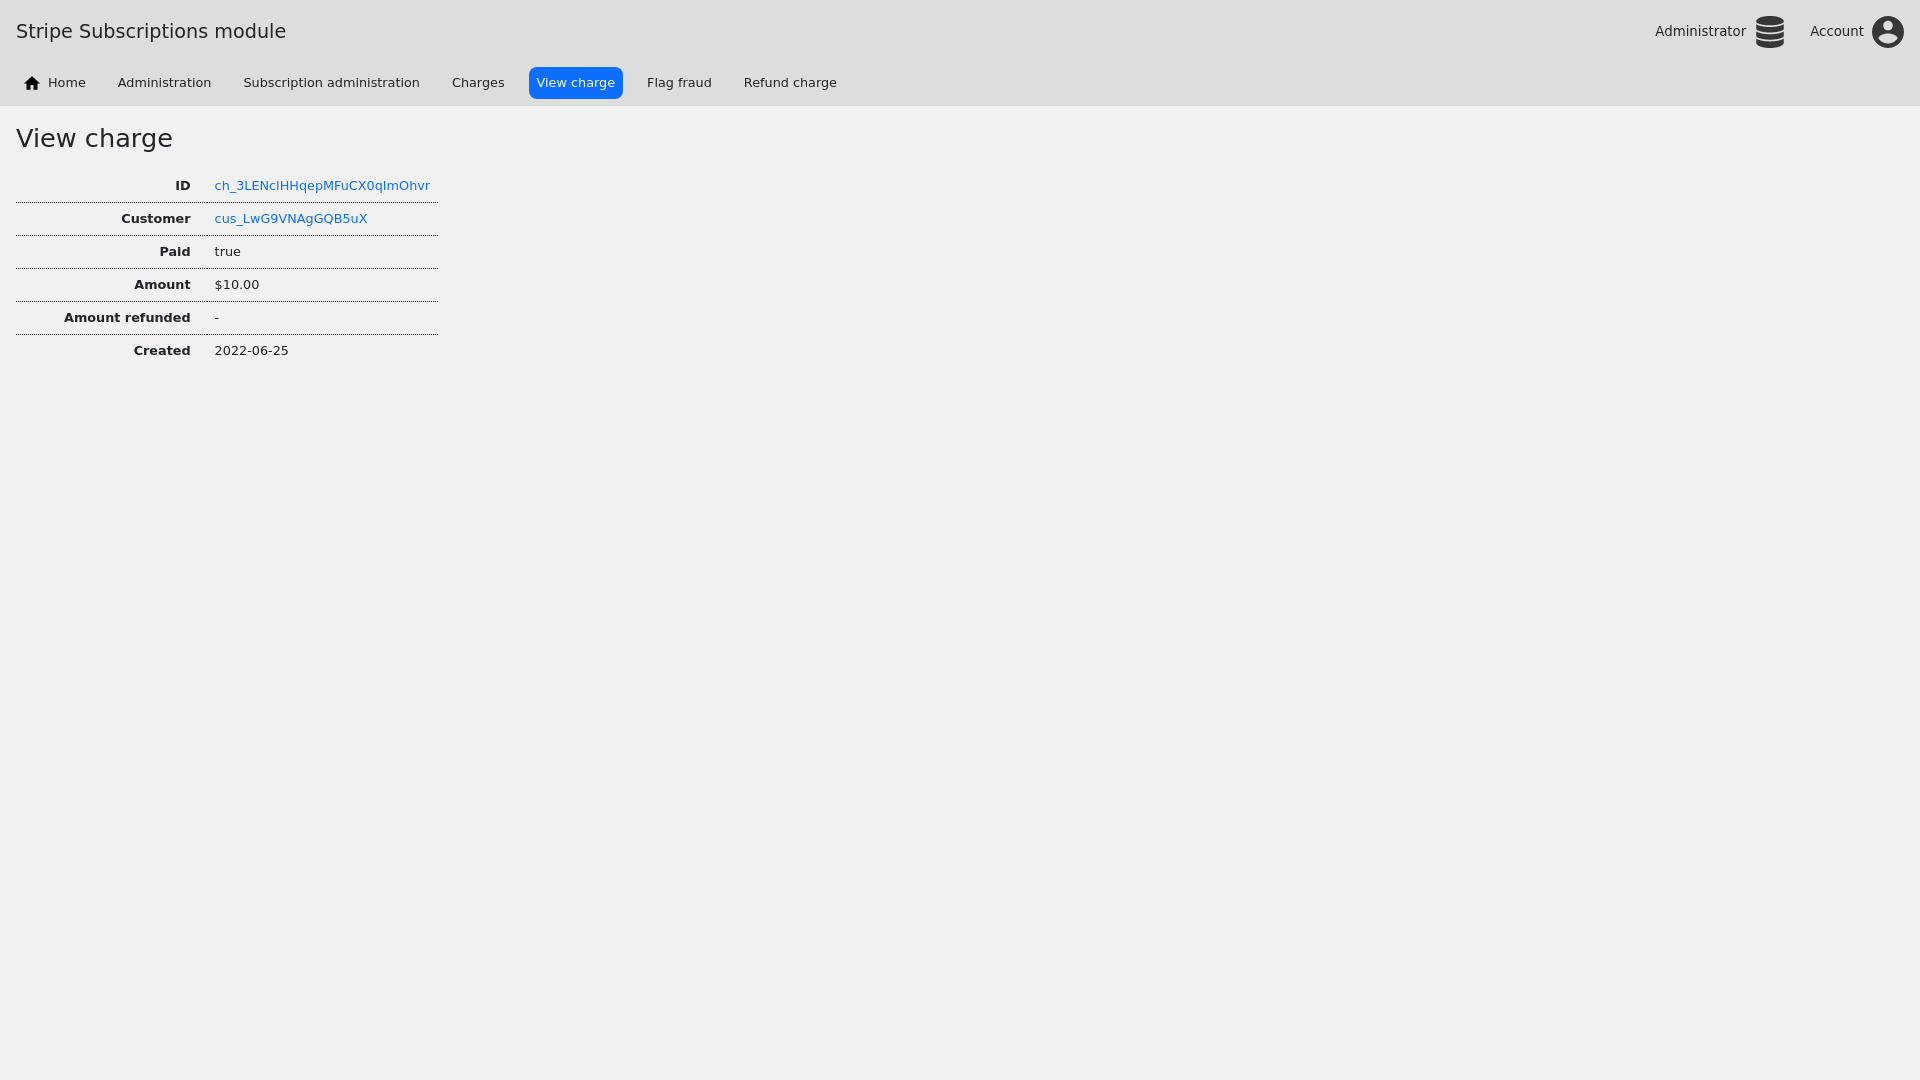 Stripe Subscriptions module
Administrator
Account
Home Administration Subscription administration Charges View charge Flag fraud Refund charge
View charge
ID ch_3LENclHHqepMFuCX0qImOhvr
Customer cus_LwG9VNAgGQB5uX
Paid true
Amount $10.00
Amount refunded -
Created 2022-06-25